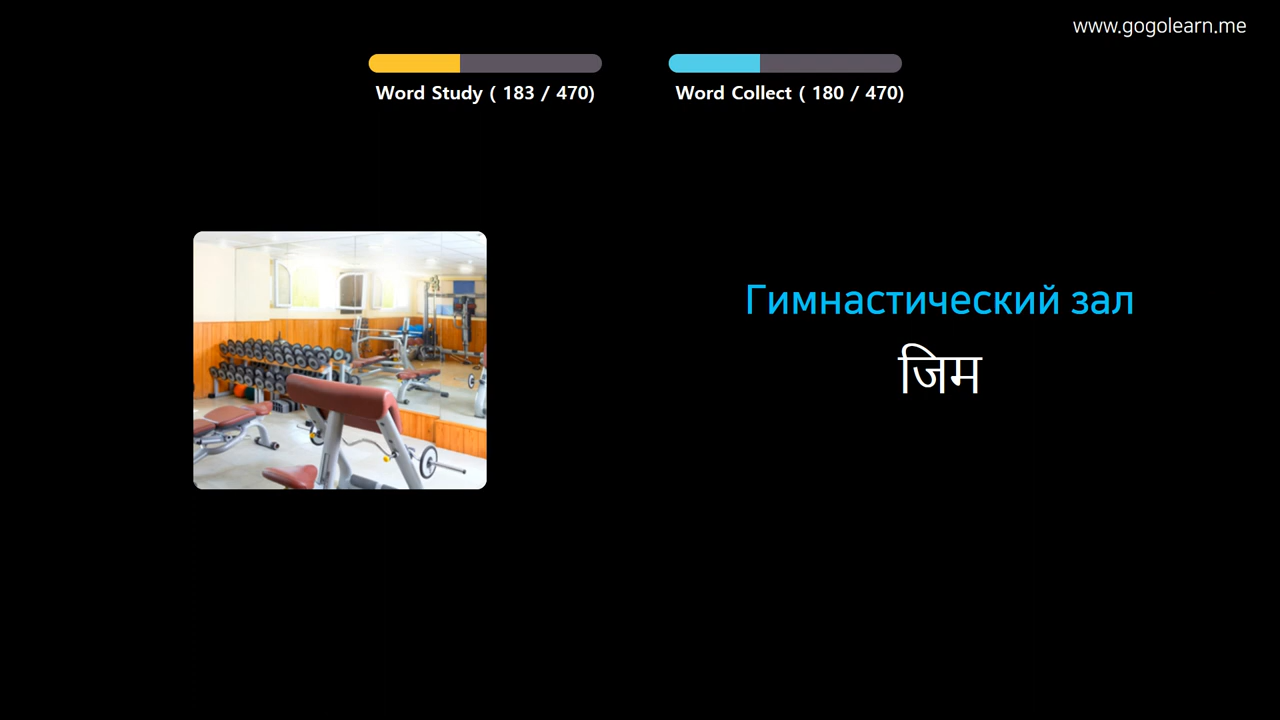 www.gogolearn.me
Word Study ( 183 / 470)
Word Collect ( 180 / 470)
Гимнастический зал
जिम